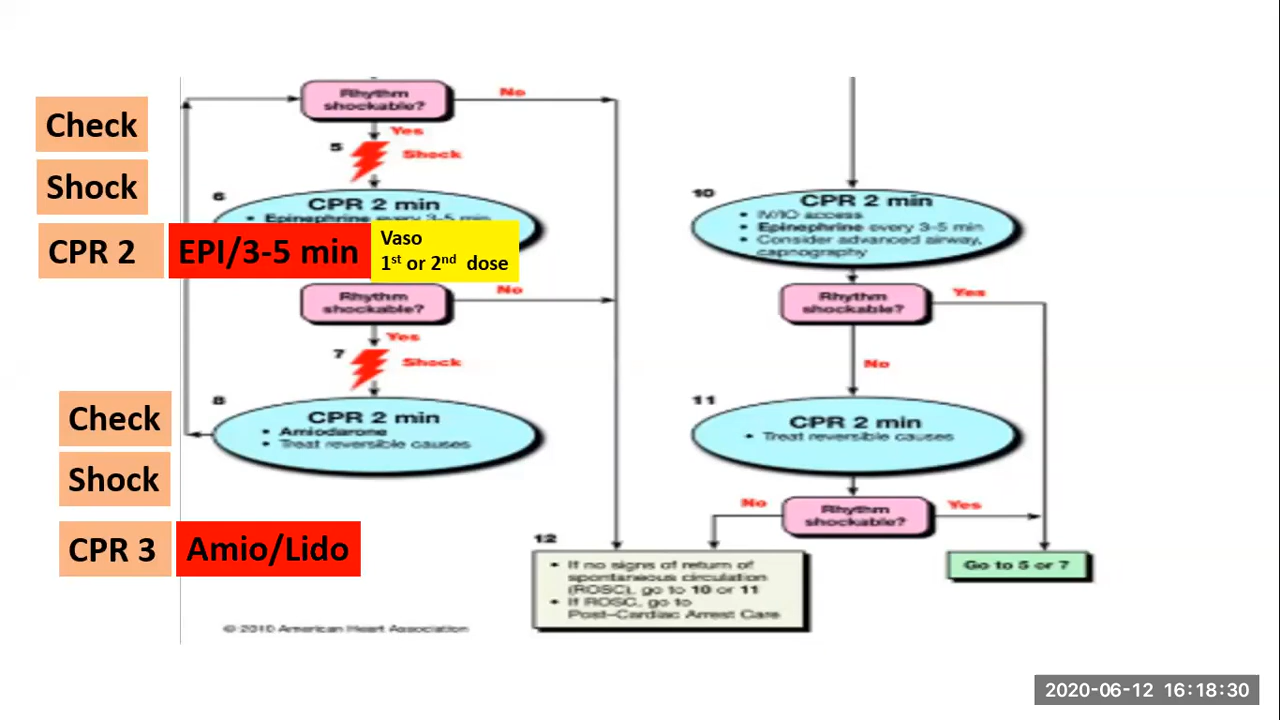 Check
Shock
CPR 2
EPI/3-5 min
Vaso
1st or 2nd dose
Check
Shock
CPR 3
Amio/Lido
Rhythm
shockable?
No
Yes
5
Shock
6
CPR 2 min
• Epinephrine every 3-5 min
Rhythm
shockable?
No
Yes
7
Shock
8
CPR 2 min
• Amiodarone
• Treat reversible causes
10
CPR 2 min
• IV/IO access
• Epinephrine every 3-5 min
• Consider advanced airway,
capnography
Rhythm
shockable?
Yes
No
11
CPR 2 min
• Treat reversible causes
Rhythm
shockable?
No
Yes
12
• If no signs of return of
spontaneous circulation
(ROSC), go to 10 or 11
• If ROSC, go to
Post–Cardiac Arrest Care
Go to 5 or 7
© 2010 American Heart Association
2020-06-12 16:18:30